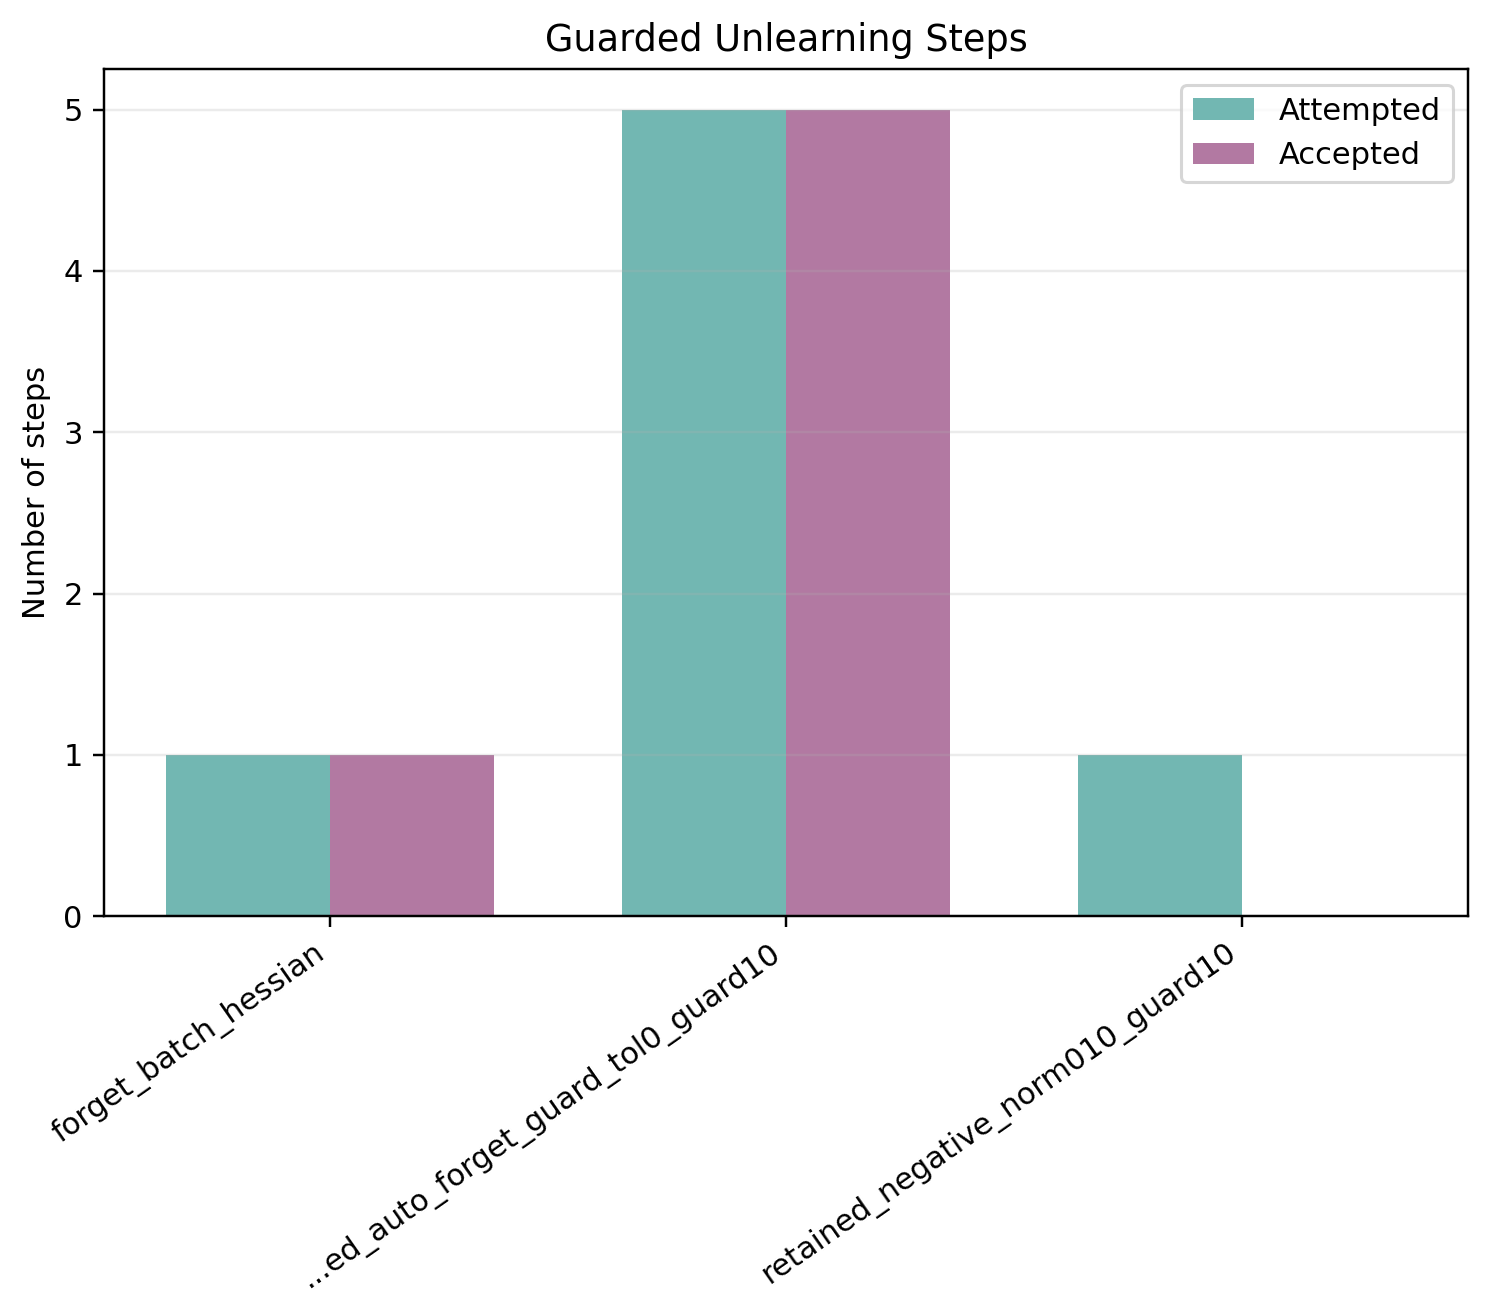 Guarded Unlearning Steps
Attempted
Accepted
Number of steps
5
4
3
2
1
0
forget_batch_hessian
...ed_auto_forget_guard_tol0_guard10
retained_negative_norm010_guard10